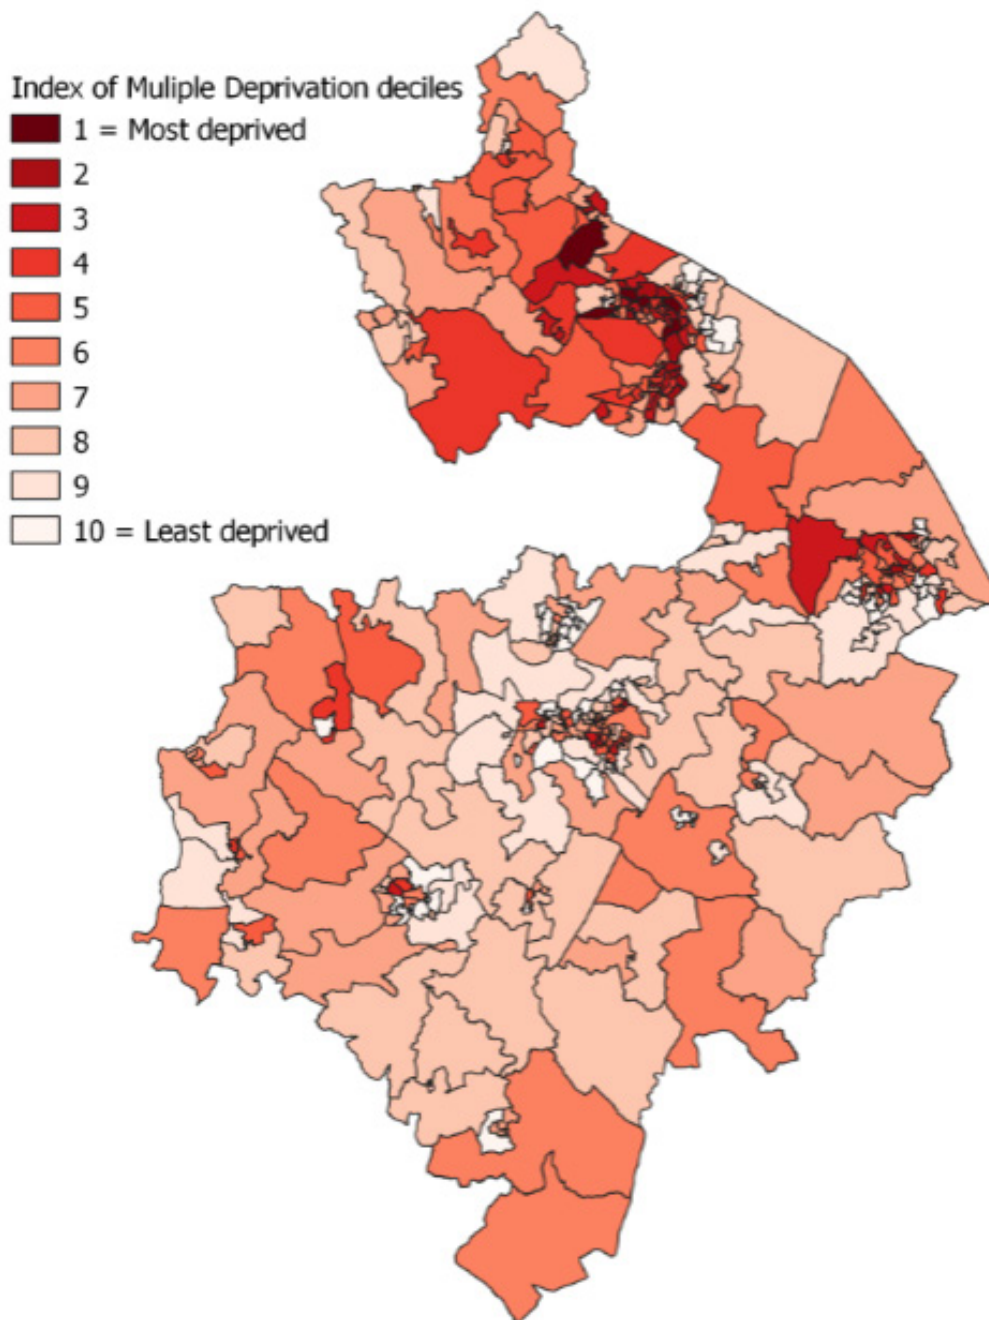 Index of Muliple Deprivation deciles
1 = Most deprived
2
3
4
5
6
7
8
9
10 = Least deprived